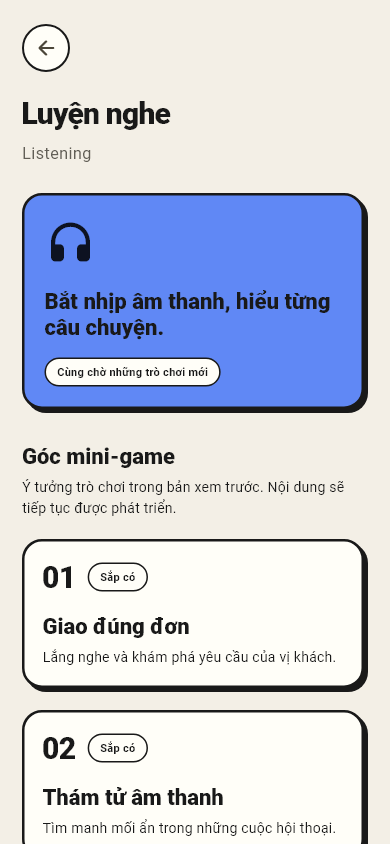 Luyện nghe
Listening
Bắt nhịp âm thanh, hiểu từng
câu chuyện.
Cùng chờ những trò chơi mới
Góc mini-game
Ý tưởng trò chơi trong bản xem trước. Nội dung sẽ
tiếp tục được phát triển.
01 Sắp có
Giao đúng đơn
Lắng nghe và khám phá yêu cầu của vị khách.
02 Sắp có
Thám tử âm thanh
Tìm manh mối ẩn trong những cuộc hội thoại.